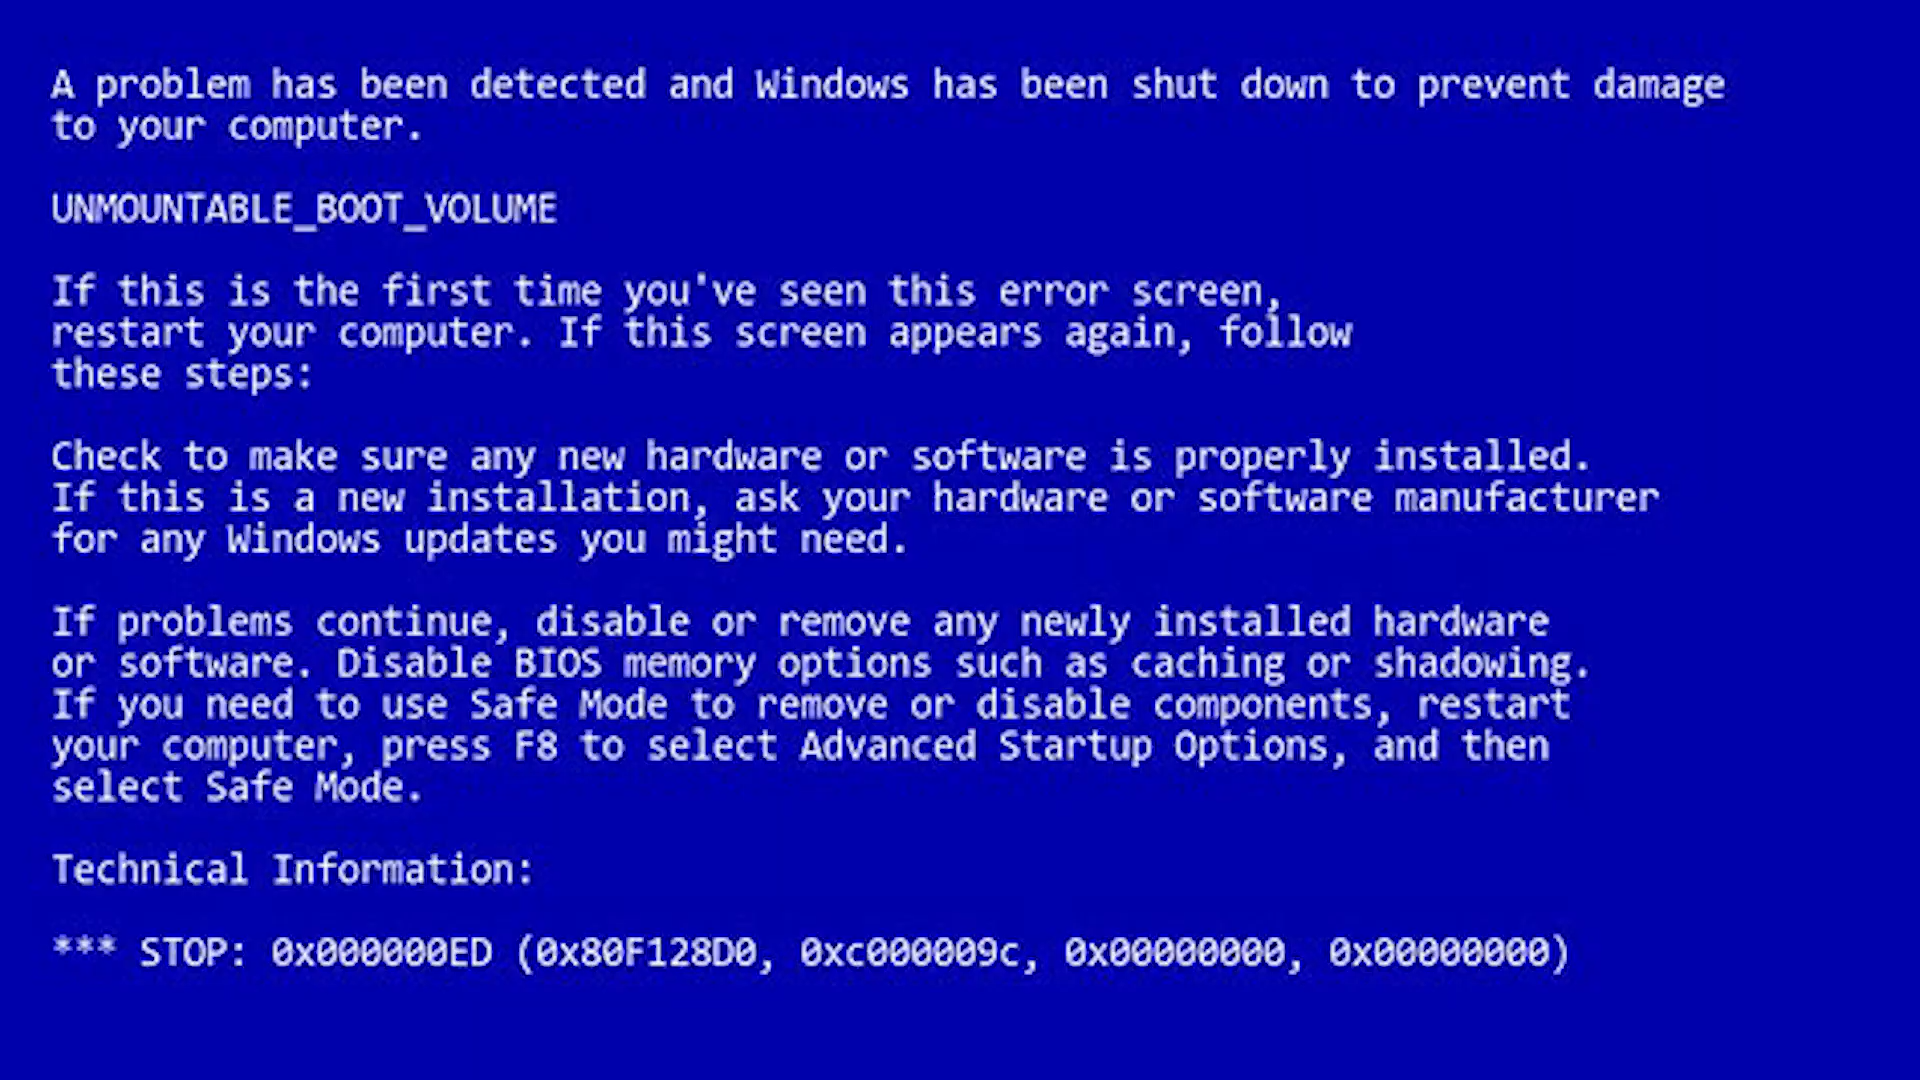 A problem has been detected and Windows has been shut down to prevent damage
to your computer.
UNMOUNTABLE_BOOT_VOLUME
If this is the first time you've seen this error screen,
restart your computer. If this screen appears again, follow
these steps:
Check to make sure any new hardware or software is properly installed.
If this is a new installation, ask your hardware or software manufacturer
for any Windows updates you might need.
If problems continue, disable or remove any newly installed hardware
or software. Disable BIOS memory options such as caching or shadowing.
If you need to use Safe Mode to remove or disable components, restart
your computer, press F8 to select Advanced Startup Options, and then
select Safe Mode.
Technical Information:
*** STOP: 0x000000ED (0x80F128D0, 0xc000009c, 0x00000000, 0x00000000)